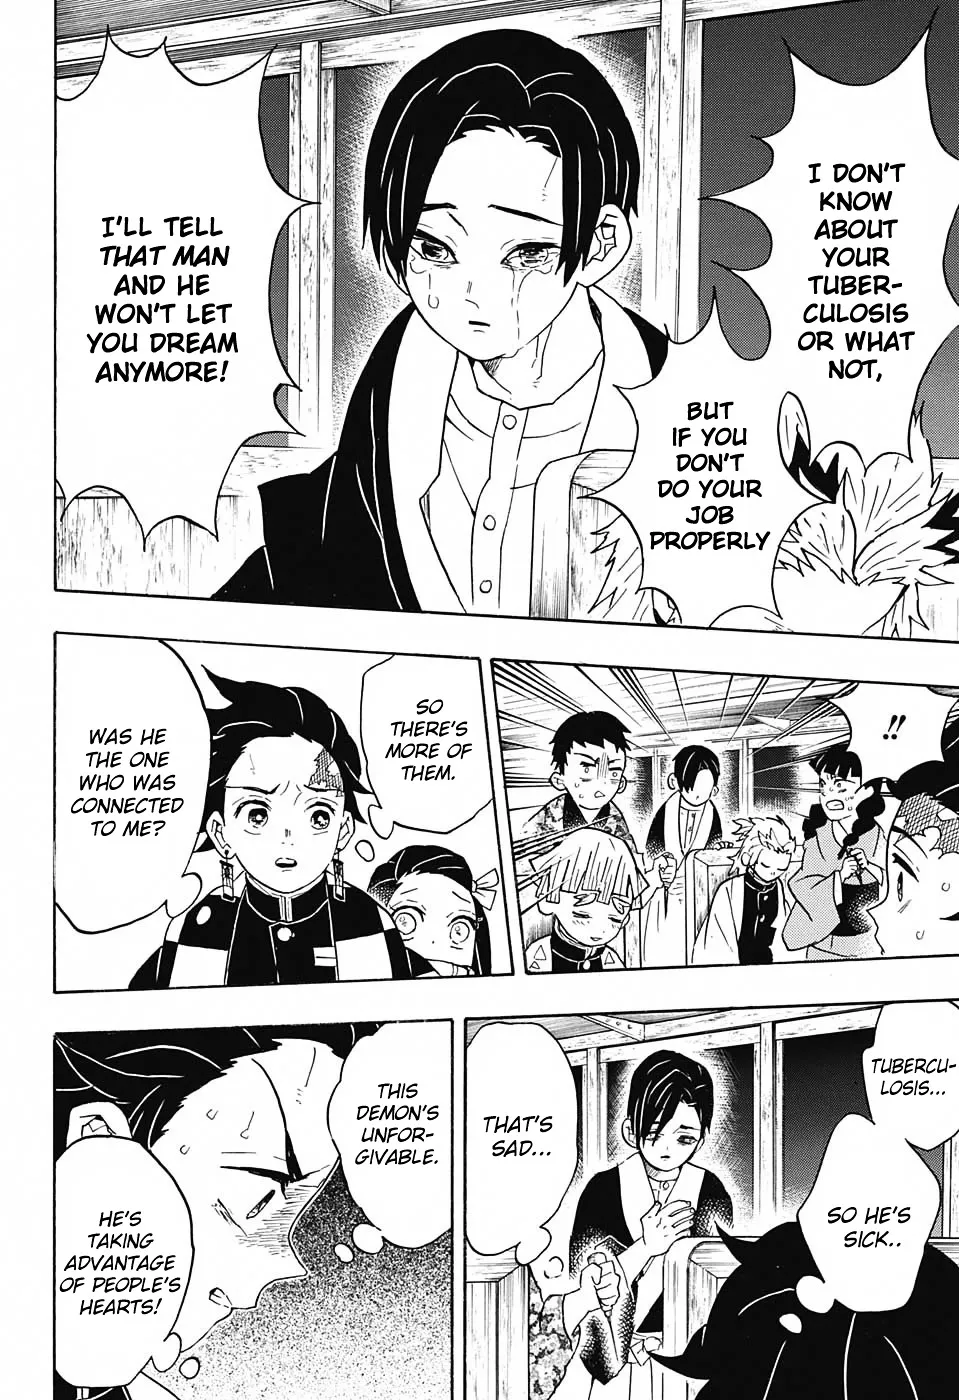 I DON'T
KNOW
ABOUT
YOUR
TUBER-
CULOSIS
OR WHAT
NOT,
BUT
IF YOU
DON'T
DO YOUR
JOB
PROPERLY
I'LL TELL
THAT MAN
AND HE
WON'T LET
YOU DREAM
ANYMORE!
!!
SO
THERE'S
MORE OF
THEM.
WAS HE
THE ONE
WHO WAS
CONNECTED
TO ME?
TUBERCU-
LOSIS...
SO HE'S
SICK..
THAT'S
SAD...
THIS
DEMON'S
UNFOR-
GIVABLE.
HE'S
TAKING
ADVANTAGE
OF PEOPLE'S
HEARTS!